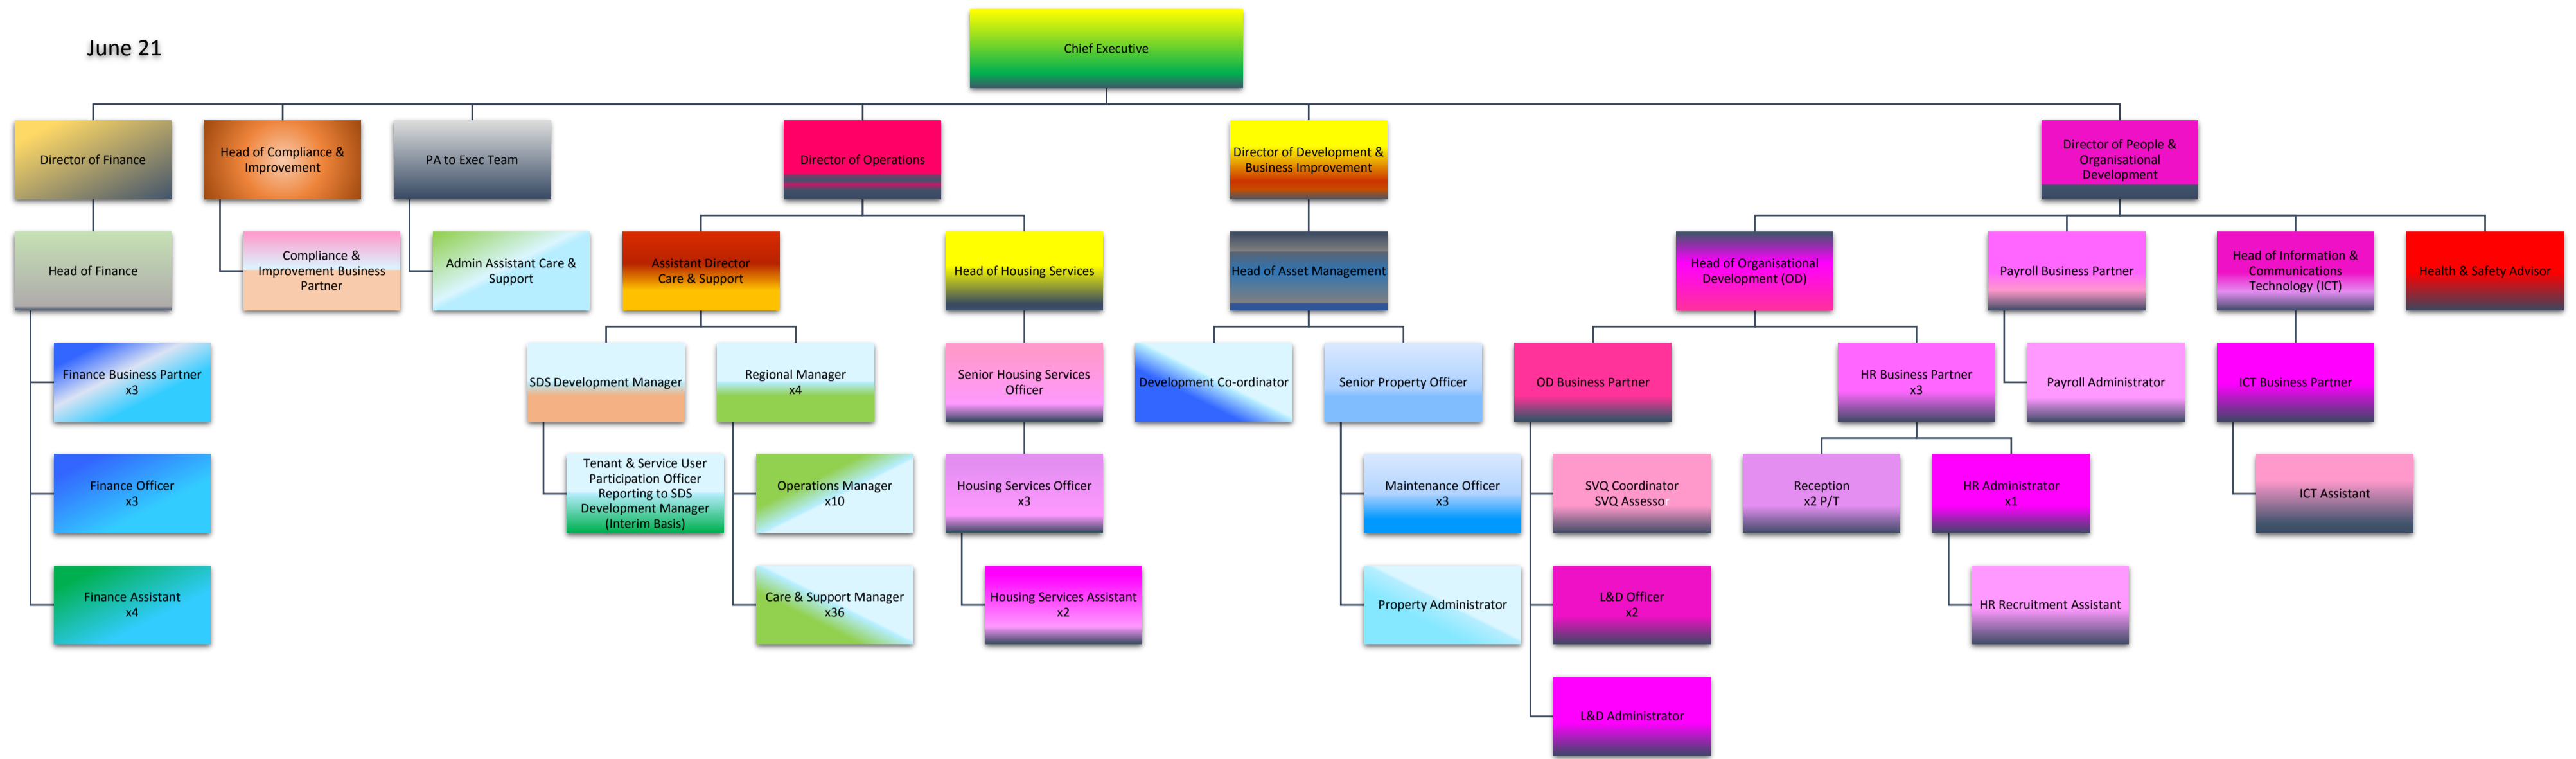 June 21
Chief Executive
Director of Finance
Head of Compliance &
Improvement
PA to Exec Team
Director of Operations
Director of Development &
Business Improvement
Director of People &
Organisational
Development
Head of Finance
Compliance &
Improvement Business
Partner
Admin Assistant Care &
Support
Assistant Director
Care & Support
Head of Housing Services
Head of Asset Management
Head of Organisational
Development (OD)
Payroll Business Partner
Head of Information &
Communications
Technology (ICT)
Health & Safety Advisor
Finance Business Partner
x3
SDS Development Manager
Regional Manager
x4
Senior Housing Services
Officer
Development Co-ordinator
Senior Property Officer
OD Business Partner
HR Business Partner
x3
Payroll Administrator
ICT Business Partner
Finance Officer
x3
Tenant & Service User
Participation Officer
Reporting to SDS
Development Manager
(Interim Basis)
Operations Manager
x10
Housing Services Officer
x3
Maintenance Officer
x3
SVQ Coordinator
SVQ Assessor
Reception
x2 P/T
HR Administrator
x1
ICT Assistant
Finance Assistant
x4
Care & Support Manager
x36
Housing Services Assistant
x2
Property Administrator
L&D Officer
x2
HR Recruitment Assistant
L&D Administrator